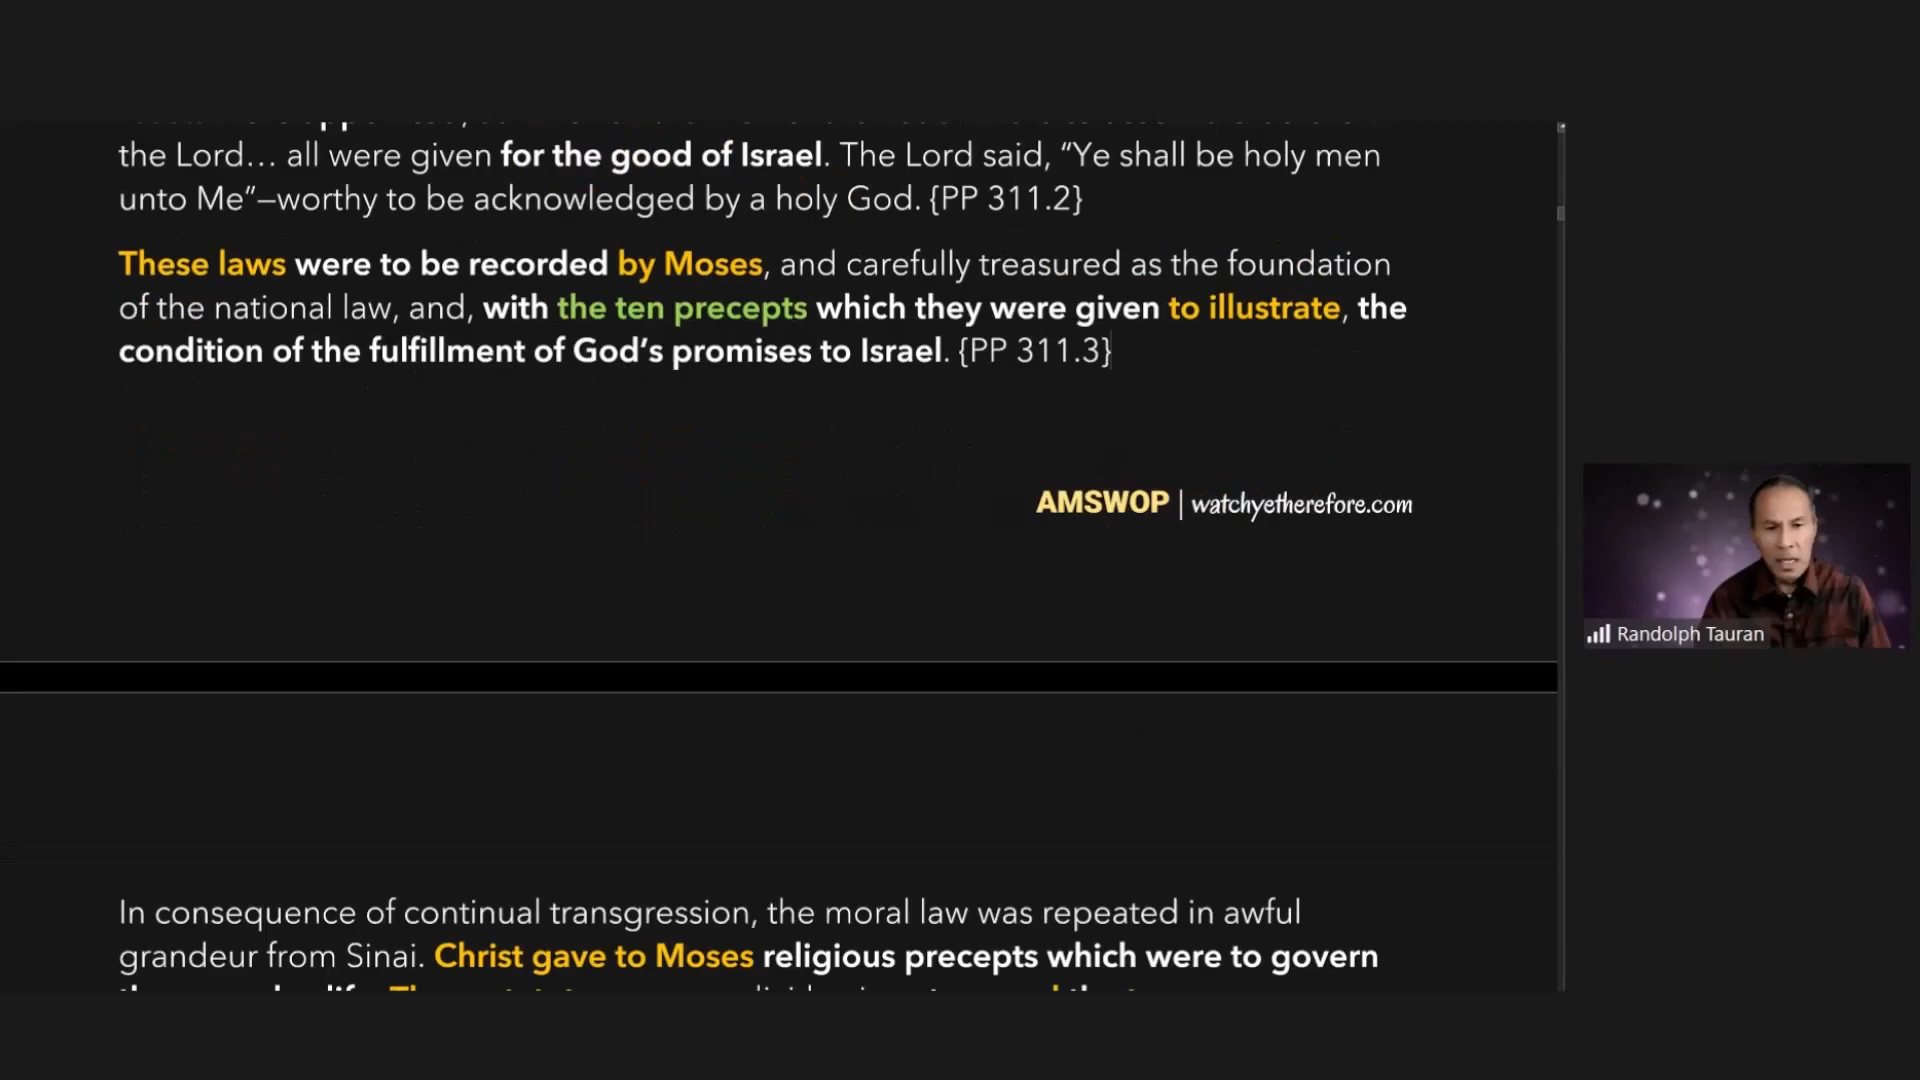 the Lord… all were given for the good of Israel. The Lord said, “Ye shall be holy men
unto Me”—worthy to be acknowledged by a holy God. {PP 311.2}
These laws were to be recorded by Moses, and carefully treasured as the foundation
of the national law, and, with the ten precepts which they were given to illustrate, the
condition of the fulfillment of God’s promises to Israel. {PP 311.3}
AMSWOP | watchyetherefore.com
Randolph Tauran
In consequence of continual transgression, the moral law was repeated in awful
grandeur from Sinai. Christ gave to Moses religious precepts which were to govern